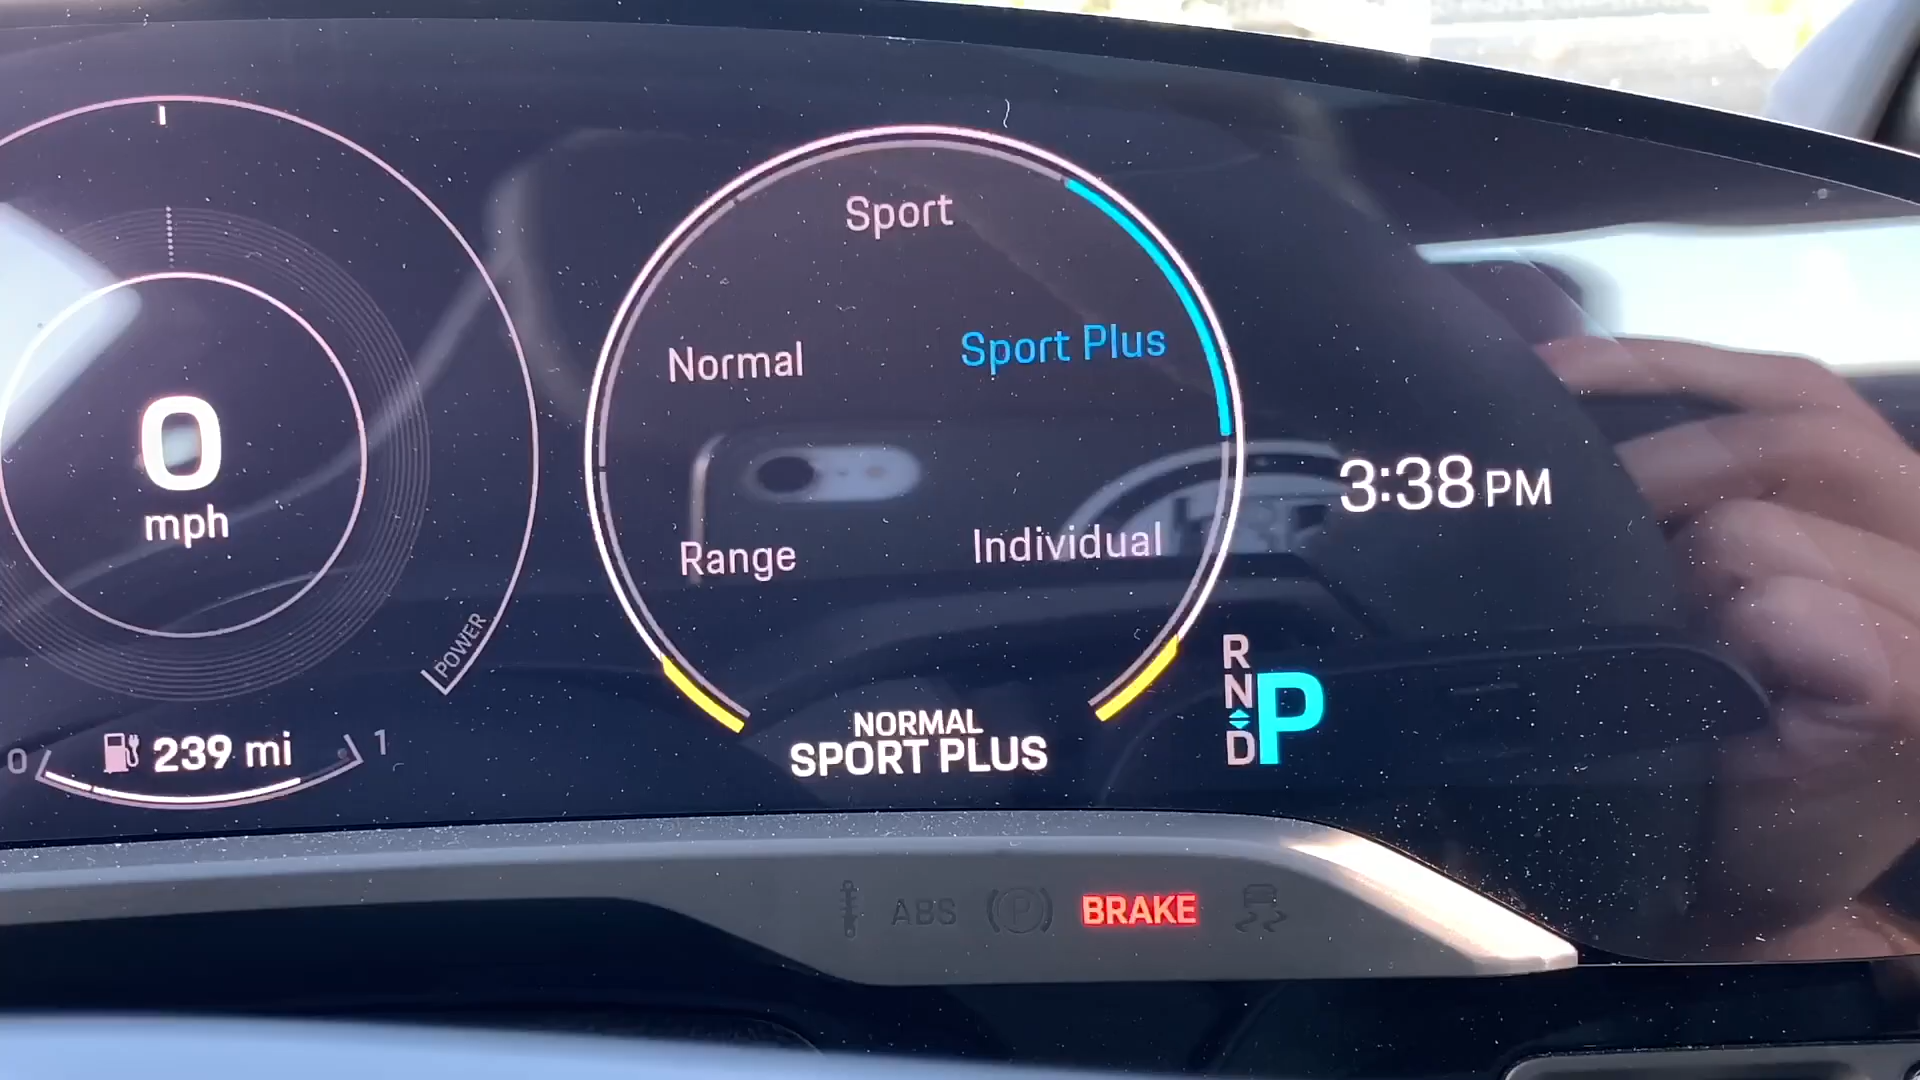 0
mph
POWER
0
239 mi
1
Sport
Normal
Sport Plus
Range
Individual
NORMAL
SPORT PLUS
3:38 PM
R
N
D
P
ABS
P
BRAKE